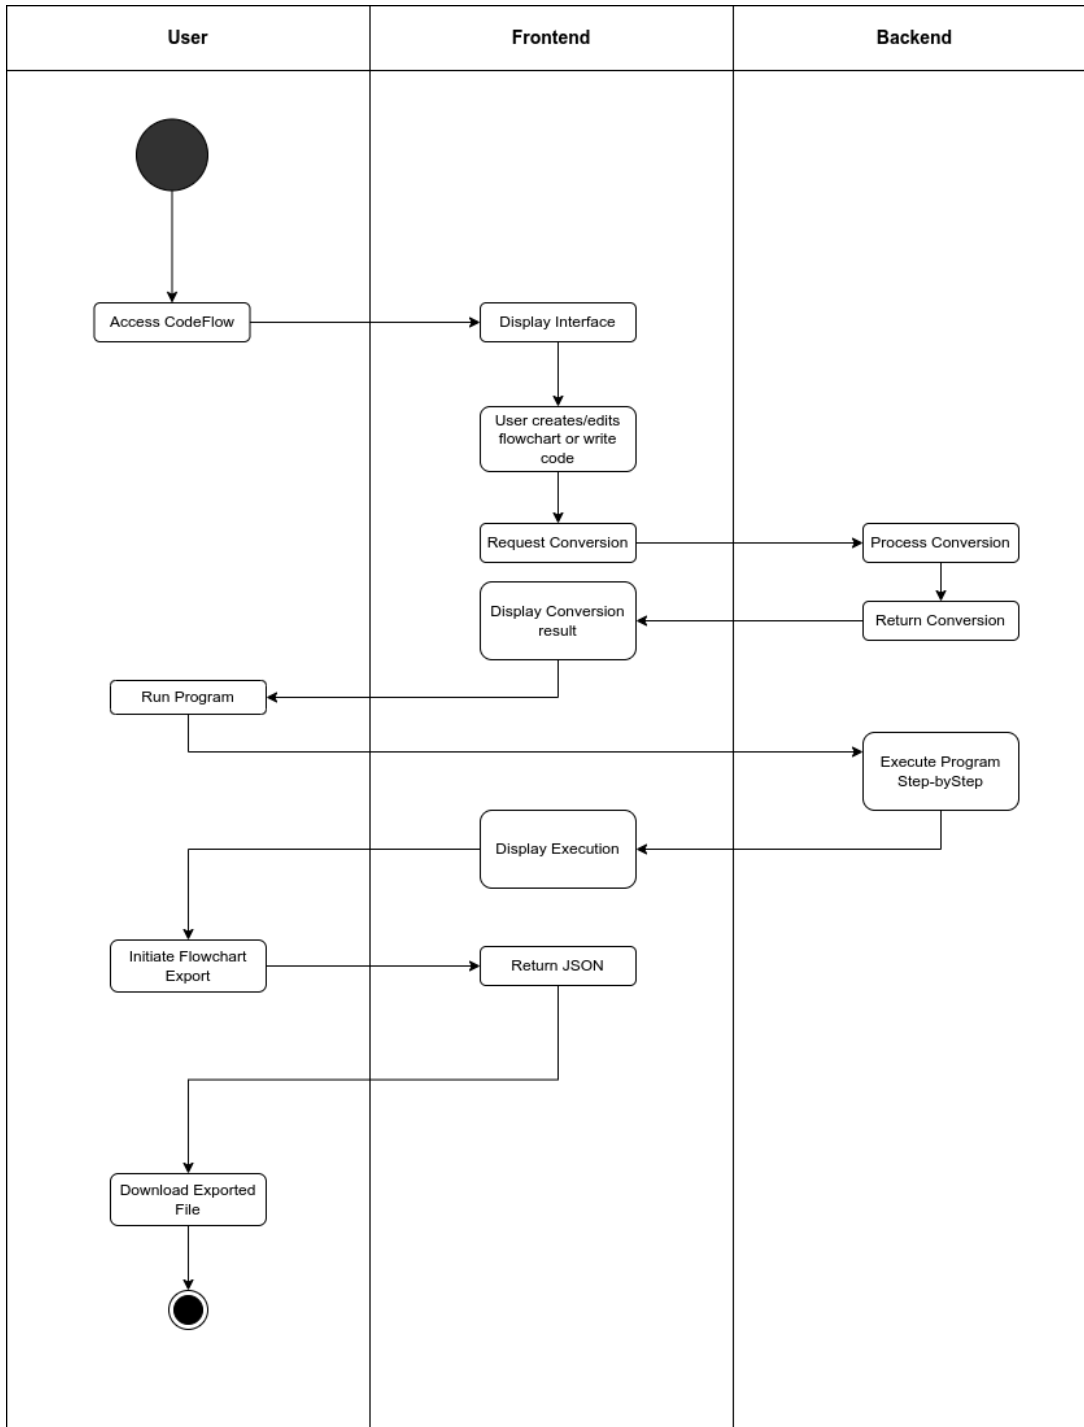 User
Frontend
Backend
Access CodeFlow
Display Interface
User creates/edits
flowchart or write
code
Request Conversion
Process Conversion
Display Conversion
result
Return Conversion
Run Program
Execute Program
Step-byStep
Display Execution
Initiate Flowchart
Export
Return JSON
Download Exported
File